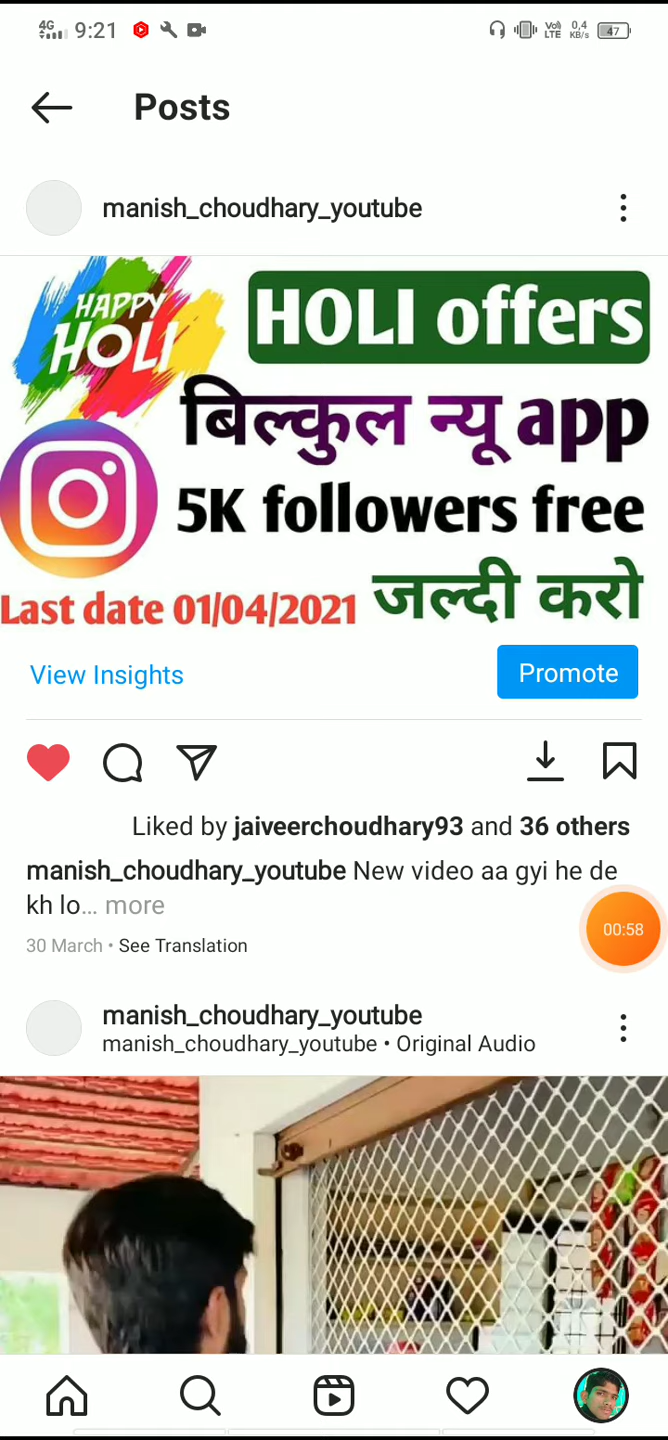 4G 9:21 Vo) LTE 0,4 KB/s 47
Posts
manish_choudhary_youtube
HAPPY
HOLI
HOLI offers
बिल्कुल न्यू app
5K followers free
Last date 01/04/2021 जल्दी करो
View Insights Promote
Liked by jaiveerchoudhary93 and 36 others
manish_choudhary_youtube New video aa gyi he de
kh lo... more
00:58
30 March • See Translation
manish_choudhary_youtube
manish_choudhary_youtube • Original Audio